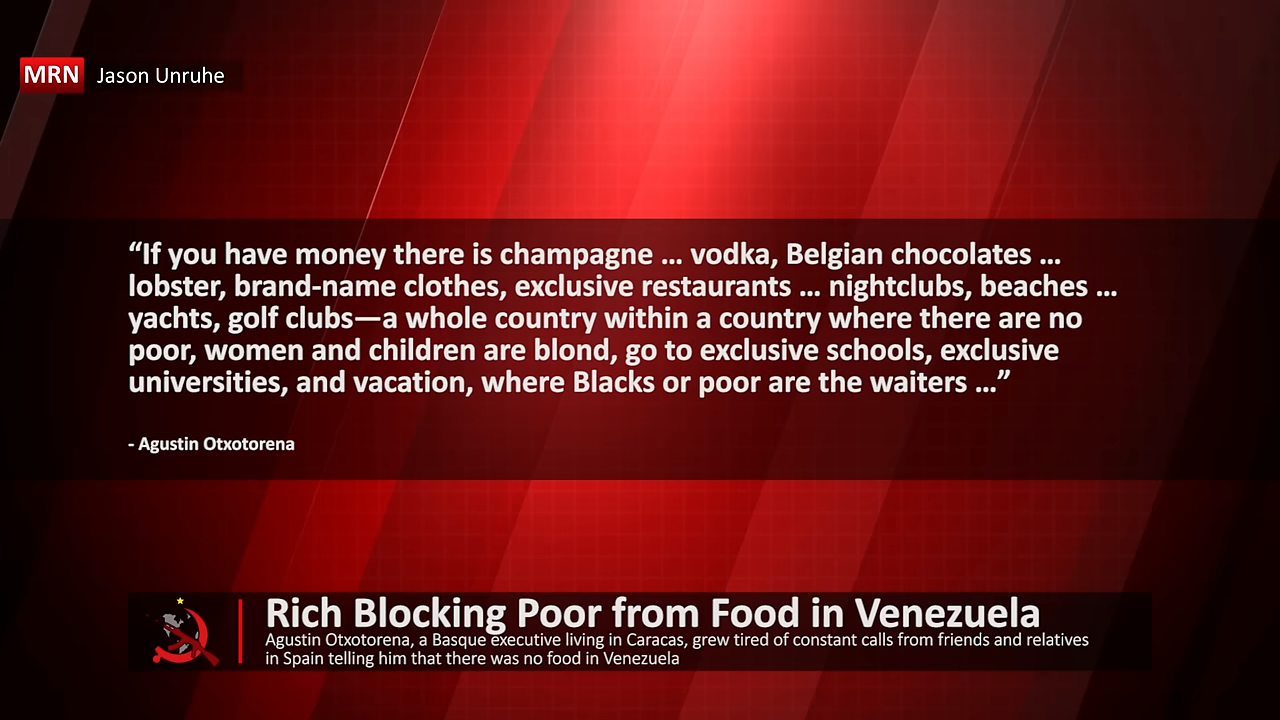 MRN Jason Unruhe
“If you have money there is champagne ... vodka, Belgian chocolates ...
lobster, brand-name clothes, exclusive restaurants ... nightclubs, beaches ...
yachts, golf clubs—a whole country within a country where there are no
poor, women and children are blond, go to exclusive schools, exclusive
universities, and vacation, where Blacks or poor are the waiters ...”
- Agustin Otxotorena
Rich Blocking Poor from Food in Venezuela
Agustin Otxotorena, a Basque executive living in Caracas, grew tired of constant calls from friends and relatives
in Spain telling him that there was no food in Venezuela